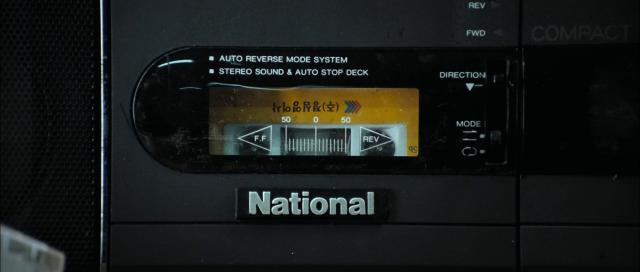 REV
FWD
COMPACT
■ AUTO REVERSE MODE SYSTEM
■ STEREO SOUND & AUTO STOP DECK
DIRECTION
50 0 50
F.F
REV
MODE
National